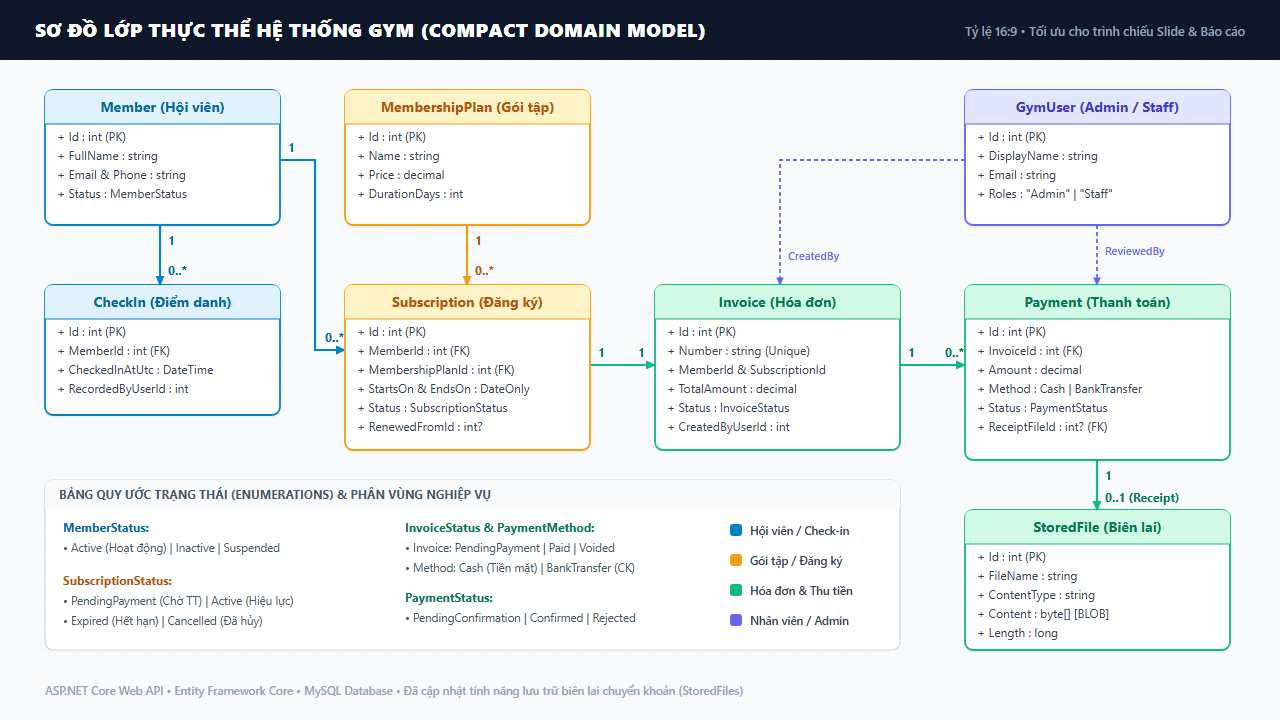 SƠ ĐỒ LỚP THỰC THỂ HỆ THỐNG GYM (COMPACT DOMAIN MODEL)
Tỷ lệ 16:9 • Tối ưu cho trình chiếu Slide & Báo cáo
Member (Hội viên)
+ Id : int (PK)
+ FullName : string
+ Email & Phone : string
+ Status : MemberStatus
MembershipPlan (Gói tập)
+ Id : int (PK)
+ Name : string
+ Price : decimal
+ DurationDays : int
GymUser (Admin / Staff)
+ Id : int (PK)
+ DisplayName : string
+ Email : string
+ Roles : "Admin" | "Staff"
1
1
0..*
1
0..*
0..*
CreatedBy
ReviewedBy
CheckIn (Điểm danh)
+ Id : int (PK)
+ MemberId : int (FK)
+ CheckedInAtUtc : DateTime
+ RecordedByUserId : int
Subscription (Đăng ký)
+ Id : int (PK)
+ MemberId : int (FK)
+ MembershipPlanId : int (FK)
+ StartsOn & EndsOn : DateOnly
+ Status : SubscriptionStatus
+ RenewedFromId : int?
1
1
Invoice (Hóa đơn)
+ Id : int (PK)
+ Number : string (Unique)
+ MemberId & SubscriptionId
+ TotalAmount : decimal
+ Status : InvoiceStatus
+ CreatedByUserId : int
1
0..*
Payment (Thanh toán)
+ Id : int (PK)
+ InvoiceId : int (FK)
+ Amount : decimal
+ Method : Cash | BankTransfer
+ Status : PaymentStatus
+ ReceiptFileId : int? (FK)
1
0..1 (Receipt)
StoredFile (Biên lai)
+ Id : int (PK)
+ FileName : string
+ ContentType : string
+ Content : byte[] [BLOB]
+ Length : long
BẢNG QUY ƯỚC TRẠNG THÁI (ENUMERATIONS) & PHÂN VÙNG NGHIỆP VỤ
MemberStatus:
• Active (Hoạt động) | Inactive | Suspended
SubscriptionStatus:
• PendingPayment (Chờ TT) | Active (Hiệu lực)
• Expired (Hết hạn) | Cancelled (Đã hủy)
InvoiceStatus & PaymentMethod:
• Invoice: PendingPayment | Paid | Voided
• Method: Cash (Tiền mặt) | BankTransfer (CK)
PaymentStatus:
• PendingConfirmation | Confirmed | Rejected
Hội viên / Check-in
Gói tập / Đăng ký
Hóa đơn & Thu tiền
Nhân viên / Admin
ASP.NET Core Web API • Entity Framework Core • MySQL Database • Đã cập nhật tính năng lưu trữ biên lai chuyển khoản (StoredFiles)